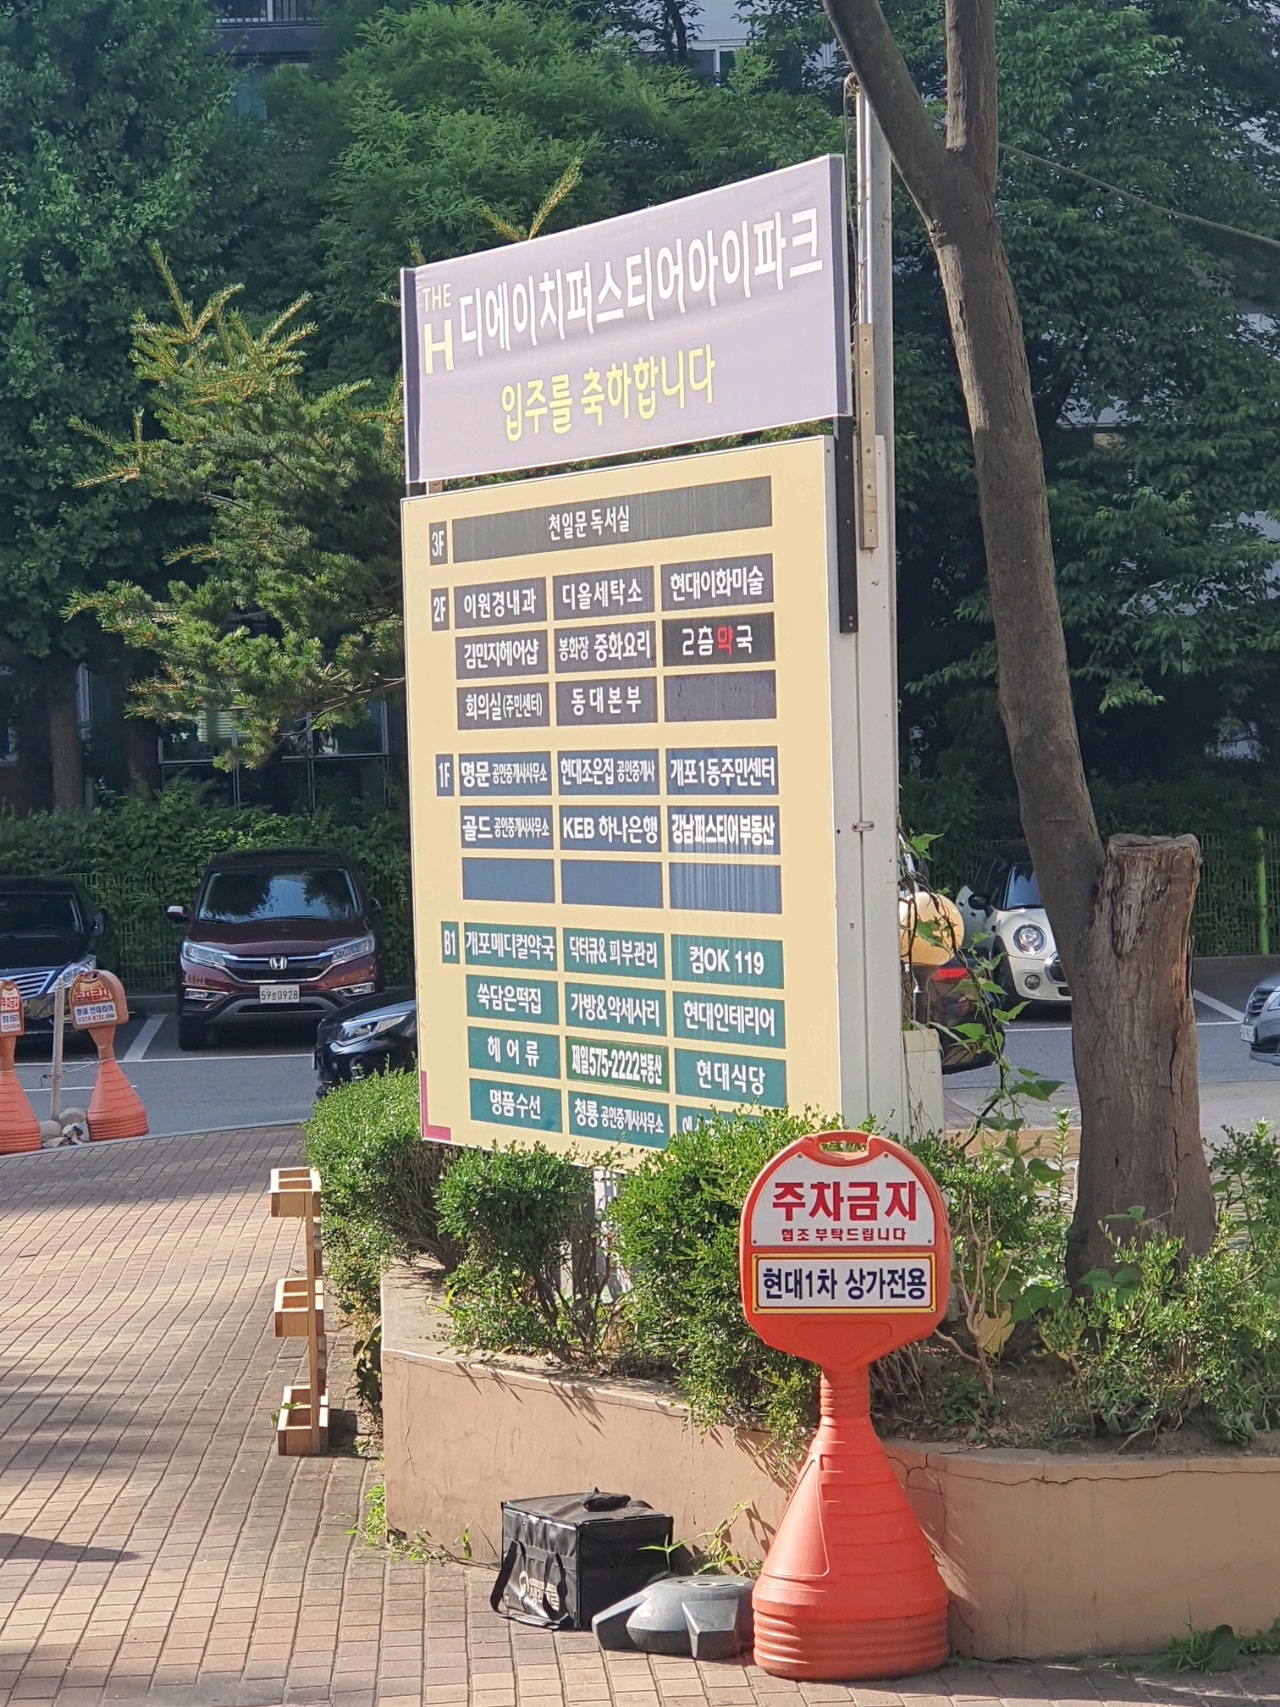 THE
H 디에이치퍼스티어아이파크
입주를 축하합니다
3F 천일문 독서실
2F 이원경내과 디올세탁소 현대이화미술
김민지헤어샵 봉화장 중화요리 2층약국
회의실(주민센터) 동대본부
1F 명문 공인중개사사무소 현대조은집 공인중개사 개포1동주민센터
골드 공인중개사사무소 KEB 하나은행 강남퍼스티어부동산
B1 개포메디컬약국 닥터큐& 피부관리 컴OK 119
쑥담은떡집 가방&악세사리 현대인테리어
헤어류 제일575-2222부동산 현대식당
명품수선 청룡 공인중개사사무소
주차금지
협조 부탁드립니다
현대1차 상가전용
주차금지
59 0928